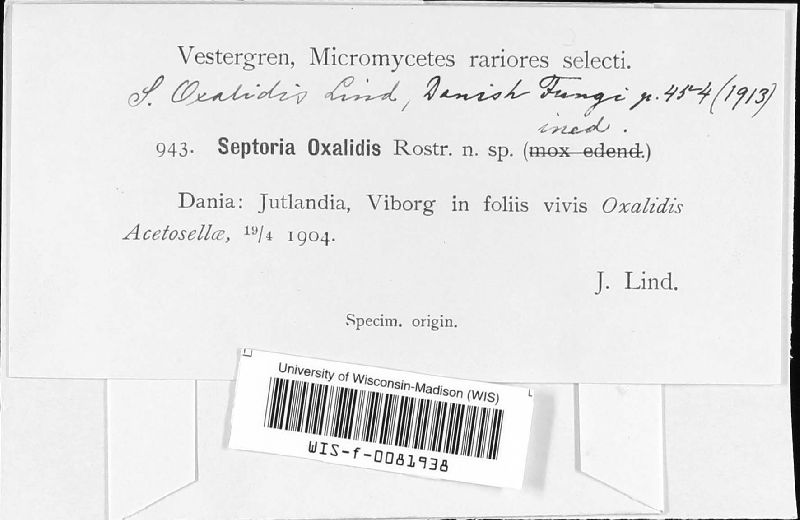 Vestergren, Micromycetes rariores selecti.
S. Oxalidis Lind, Danish Fungi p. 454 (1913)
ined.
943. Septoria Oxalidis Rostr. n. sp. (mox edend.)
Dania: Jutlandia, Viborg in foliis vivis Oxalidis
Acetosellæ, 19/4 1904.
J. Lind.
Specim. origin.
University of Wisconsin-Madison (WIS)
WIS-f-0081938